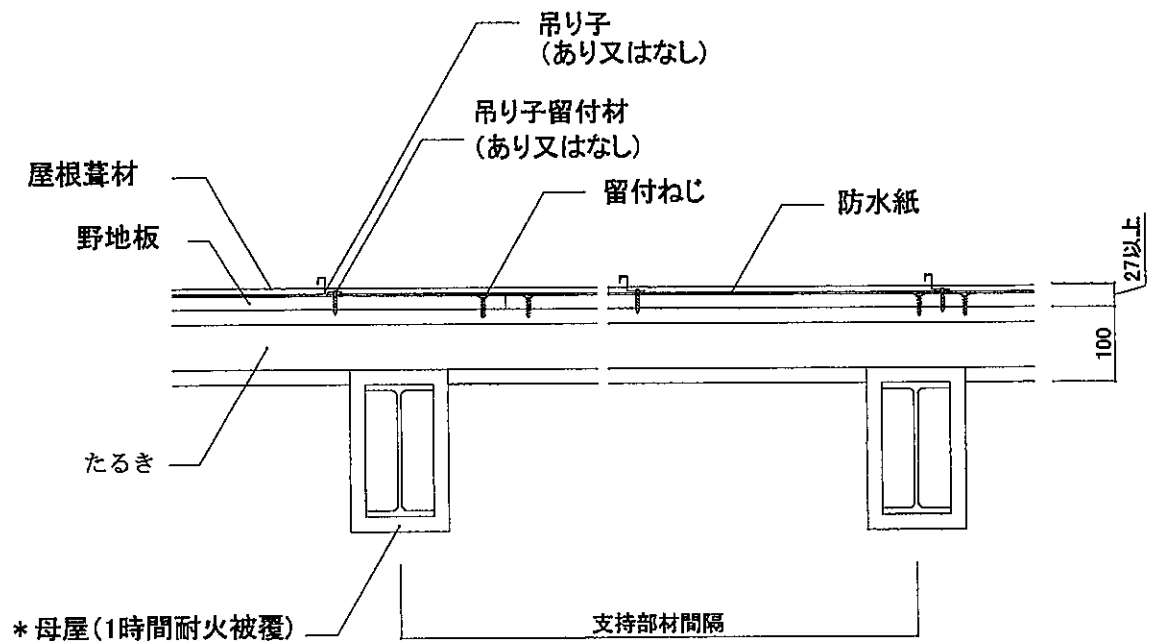 吊り子
(あり又はなし)
吊り子留付材
(あり又はなし)
屋根葺材
留付ねじ
防水紙
野地板
27以上
100
たるき
*母屋(1時間耐火被覆)
支持部材間隔